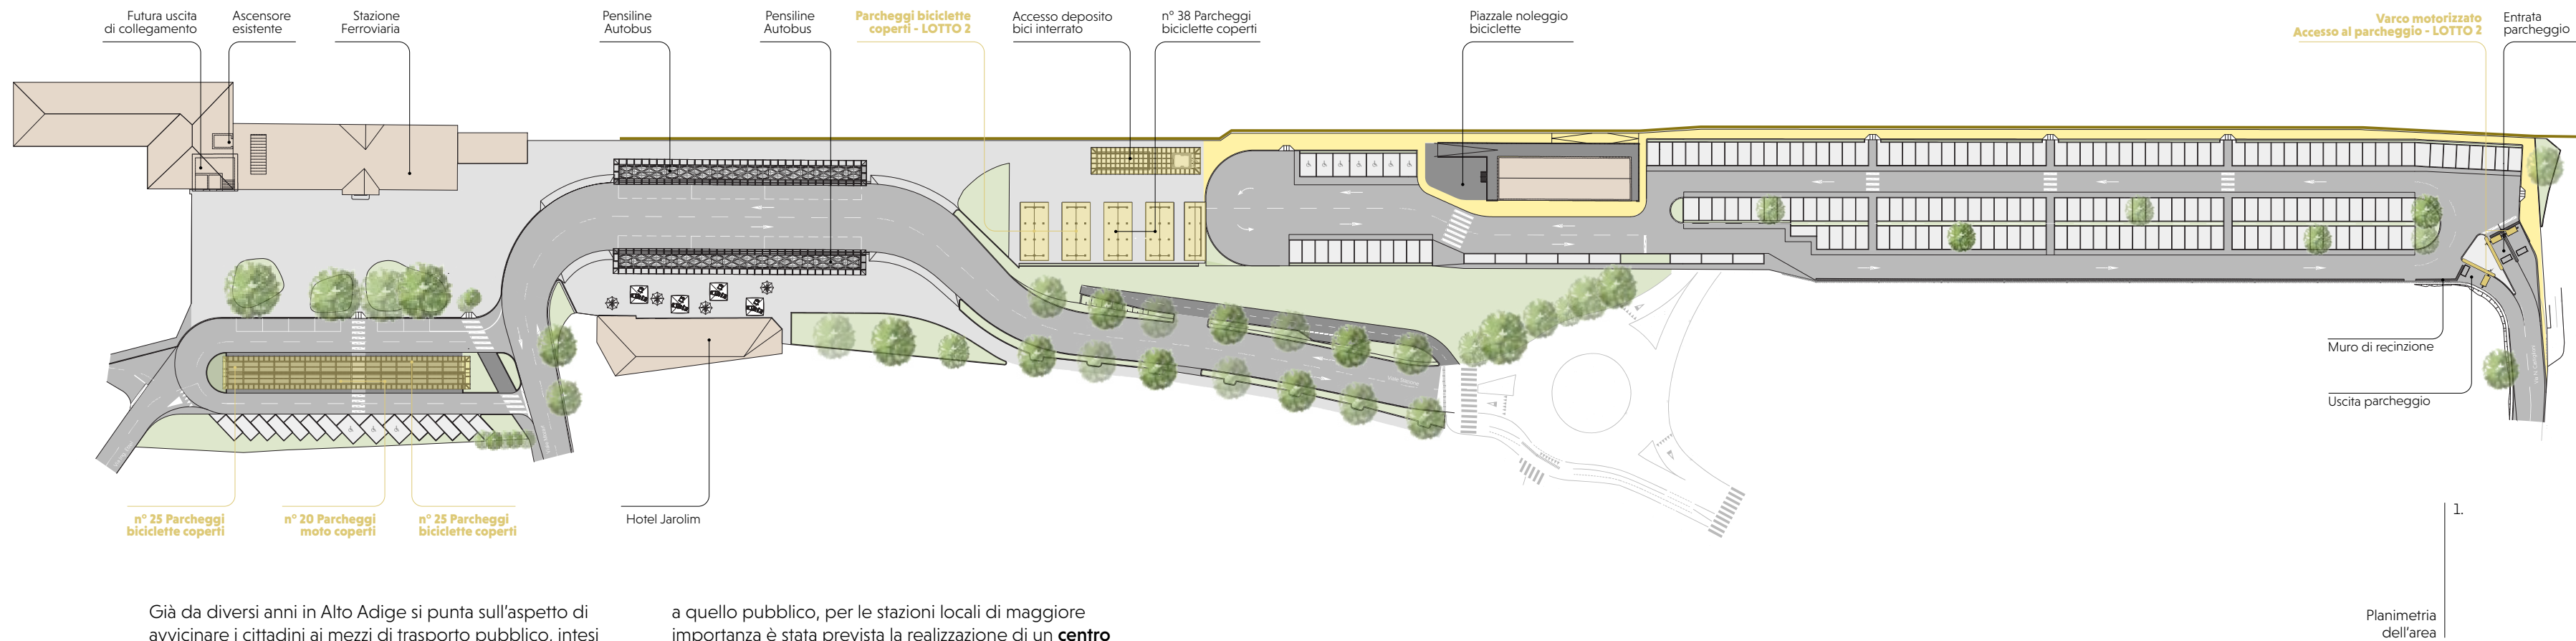 Futura uscita
di collegamento
Ascensore
esistente
Stazione
Ferroviaria
Pensiline
Autobus
Pensiline
Autobus
Parcheggi biciclette
coperti - LOTTO 2
Accesso deposito
bici interrato
n° 38 Parcheggi
biciclette coperti
Piazzale noleggio
biciclette
Varco motorizzato
Accesso al parcheggio - LOTTO 2
Entrata
parcheggio
Muro di recinzione
Uscita parcheggio
n° 25 Parcheggi
biciclette coperti
n° 20 Parcheggi
moto coperti
n° 25 Parcheggi
biciclette coperti
Hotel Jarolim
1.
Planimetria
dell'area
Già da diversi anni in Alto Adige si punta sull'aspetto di
avvicinare i cittadini ai mezzi di trasporto pubblico, intesi
a quello pubblico, per le stazioni locali di maggiore
importanza è stata prevista la realizzazione di un centro